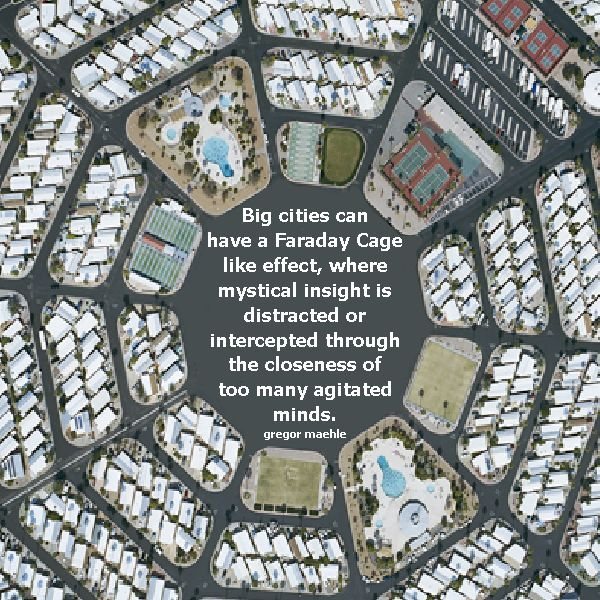 Big cities can
have a Faraday Cage
like effect, where
mystical insight is
distracted or
intercepted through
the closeness of
too many agitated
minds.
gregor maehle